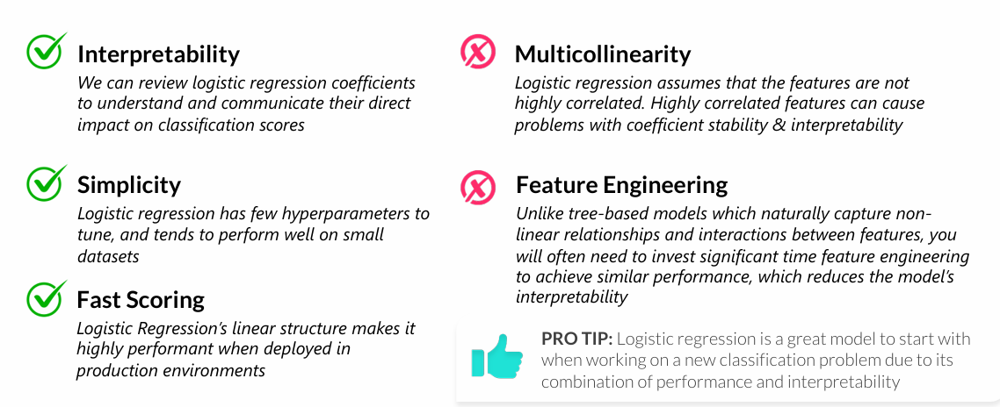 Interpretability
We can review logistic regression coefficients
to understand and communicate their direct
impact on classification scores
Simplicity
Logistic regression has few hyperparameters to
tune, and tends to perform well on small
datasets
Fast Scoring
Logistic Regression's linear structure makes it
highly performant when deployed in
production environments
Multicollinearity
Logistic regression assumes that the features are not
highly correlated. Highly correlated features can cause
problems with coefficient stability & interpretability
Feature Engineering
Unlike tree-based models which naturally capture non-
linear relationships and interactions between features, you
will often need to invest significant time feature engineering
to achieve similar performance, which reduces the model's
interpretability
PRO TIP: Logistic regression is a great model to start with
when working on a new classification problem due to its
combination of performance and interpretability